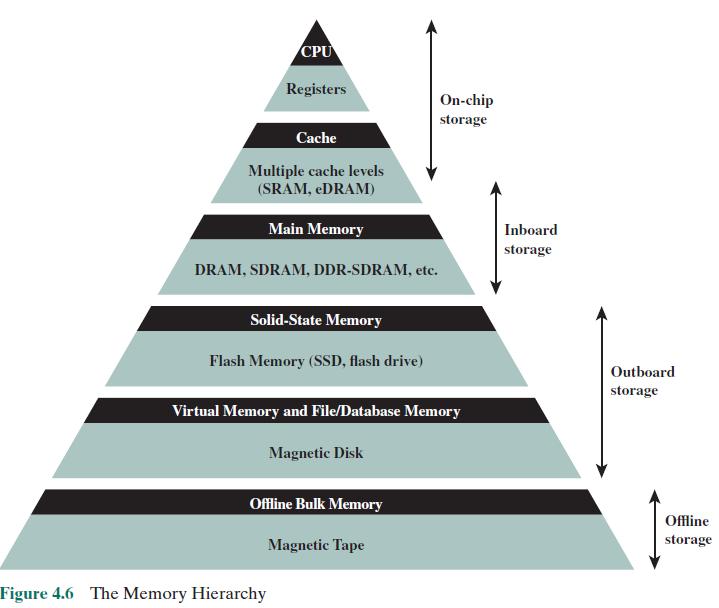 CPU
Registers
On-chip
storage
Cache
Multiple cache levels
(SRAM, eDRAM)
Main Memory
DRAM, SDRAM, DDR-SDRAM, etc.
Inboard
storage
Solid-State Memory
Flash Memory (SSD, flash drive)
Outboard
storage
Virtual Memory and File/Database Memory
Magnetic Disk
Offline Bulk Memory
Magnetic Tape
Offline
storage
Figure 4.6 The Memory Hierarchy